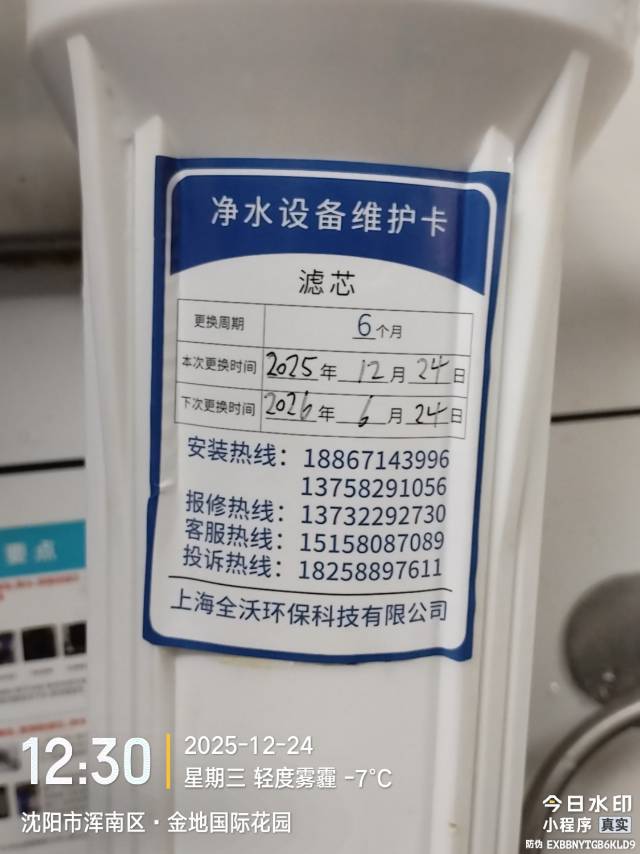 净水设备维护卡
滤芯
更换周期 6个月
本次更换时间 2025年12月24日
下次更换时间 2026年6月24日
安装热线：18867143996
13758291056
报修热线：13732292730
客服热线：15158087089
投诉热线：18258897611
上海全沃环保科技有限公司
要点
12:30
2025-12-24
星期三 轻度雾霾 -7℃
沈阳市浑南区·金地国际花园
今日水印
小程序 真实
防伪 EXBBNYTGB6KLD9